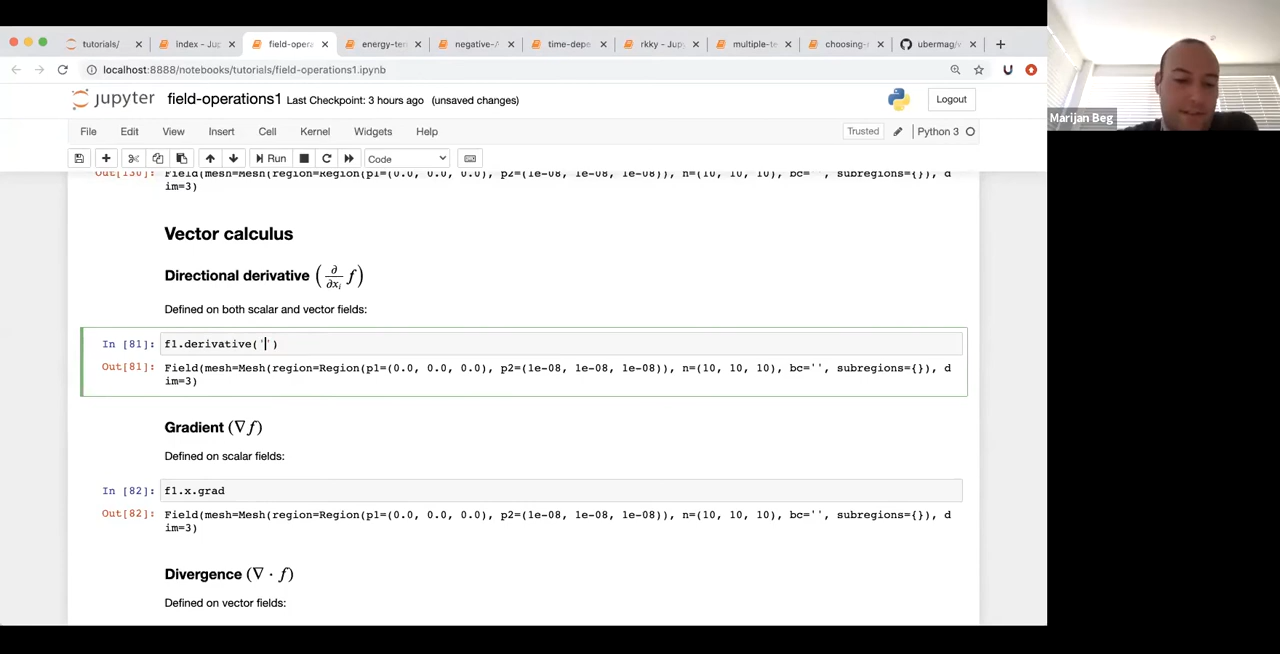 tutorials/ index - Jup field-opera energy-ter negative-/ time-depe rkky - Jup multiple-te choosing- ubermag/
localhost:8888/notebooks/tutorials/field-operations1.ipynb
jupyter field-operations1 Last Checkpoint: 3 hours ago (unsaved changes) Logout
Marijan Beg
File Edit View Insert Cell Kernel Widgets Help Trusted Python 3
Run Code
Out[130]: Field(mesh=Mesh(region=Region(p1=(0.0, 0.0, 0.0), p2=(1e-08, 1e-08, 1e-08)), n=(10, 10, 10), bc='', subregions={}), d
im=3)
Vector calculus
Directional derivative (∂/∂xᵢ f)
Defined on both scalar and vector fields:
In [81]: f1.derivative('')
Out[81]: Field(mesh=Mesh(region=Region(p1=(0.0, 0.0, 0.0), p2=(1e-08, 1e-08, 1e-08)), n=(10, 10, 10), bc='', subregions={}), d
im=3)
Gradient (∇f)
Defined on scalar fields:
In [82]: f1.x.grad
Out[82]: Field(mesh=Mesh(region=Region(p1=(0.0, 0.0, 0.0), p2=(1e-08, 1e-08, 1e-08)), n=(10, 10, 10), bc='', subregions={}), d
im=3)
Divergence (∇ · f)
Defined on vector fields: